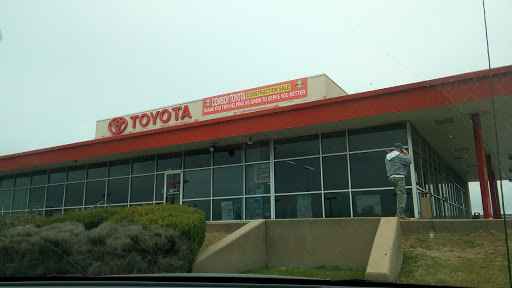 TOYOTA
COWBOY TOYOTA CONSTRUCTION SALE
THANK YOU FOR HELPING US GROW TO SERVE YOU BETTER